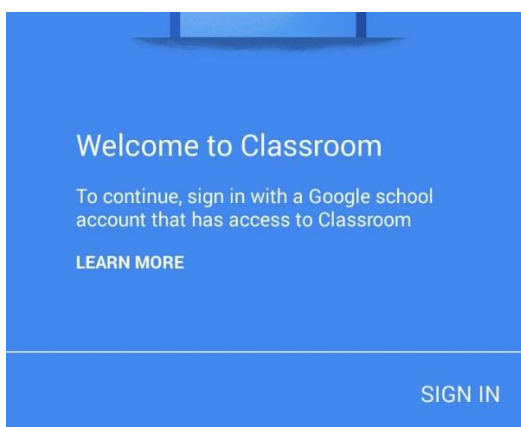 Welcome to Classroom
To continue, sign in with a Google school
account that has access to Classroom
LEARN MORE
SIGN IN